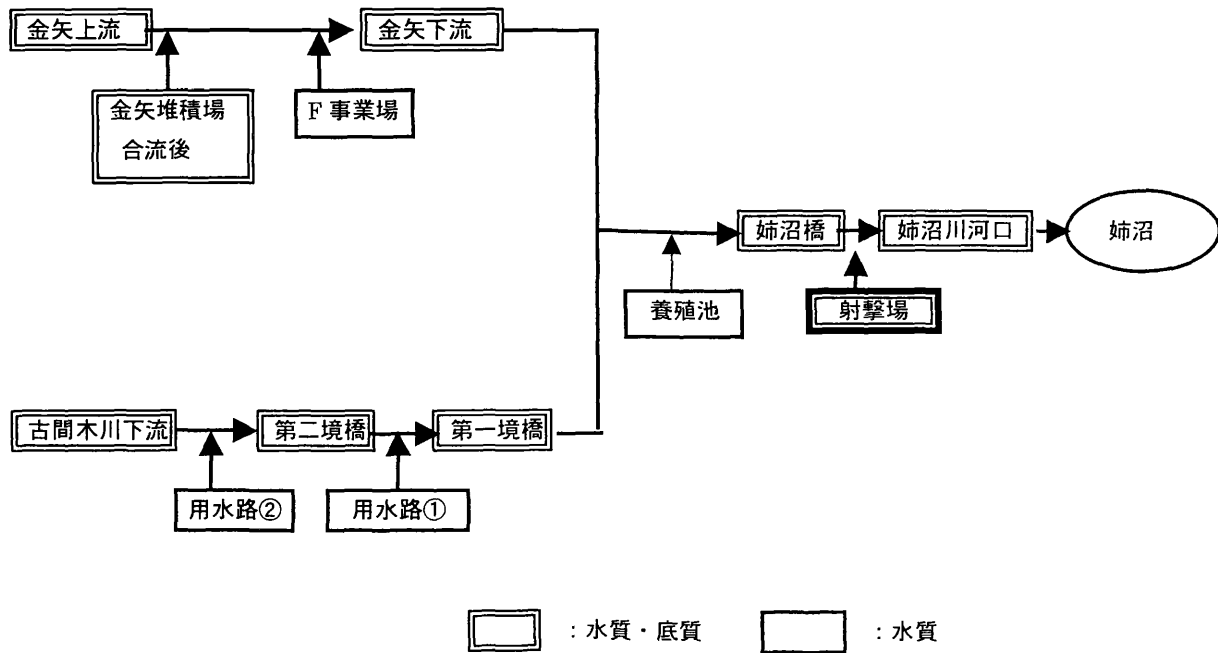 金矢上流
金矢下流
金矢堆積場
合流後
F事業場
姉沼橋
姉沼川河口
姉沼
養殖池
射撃場
古間木川下流
第二境橋
第一境橋
用水路②
用水路①
：水質・底質
：水質